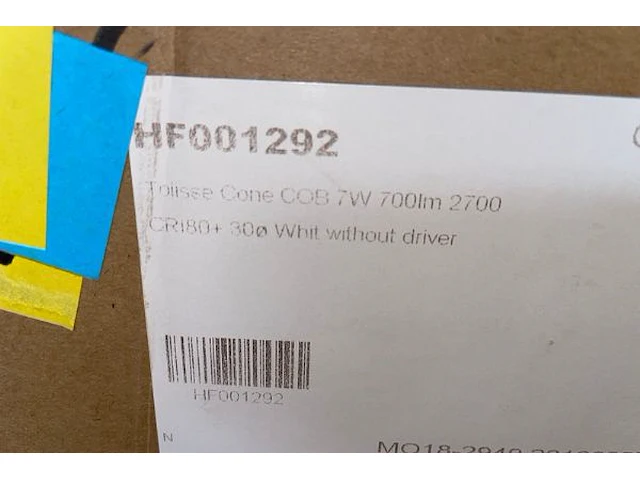 HF001292
Tolisse Cone COB 7W 700lm 2700
CRI80+ 30ø Whit without driver
HF001292
N